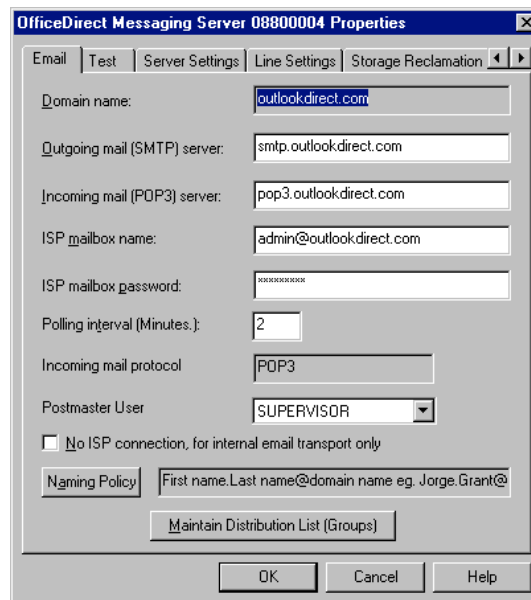 OfficeDirect Messaging Server 08800004 Properties
Email Test Server Settings Line Settings Storage Reclamation
Domain name: outlookdirect.com
Outgoing mail (SMTP) server: smtp.outlookdirect.com
Incoming mail (POP3) server: pop3.outlookdirect.com
ISP mailbox name: admin@outlookdirect.com
ISP mailbox password: *********
Polling interval (Minutes.): 2
Incoming mail protocol POP3
Postmaster User SUPERVISOR
No ISP connection, for internal email transport only
Naming Policy First name.Last name@domain name eg. Jorge.Grant@
Maintain Distribution List (Groups)
OK Cancel Help